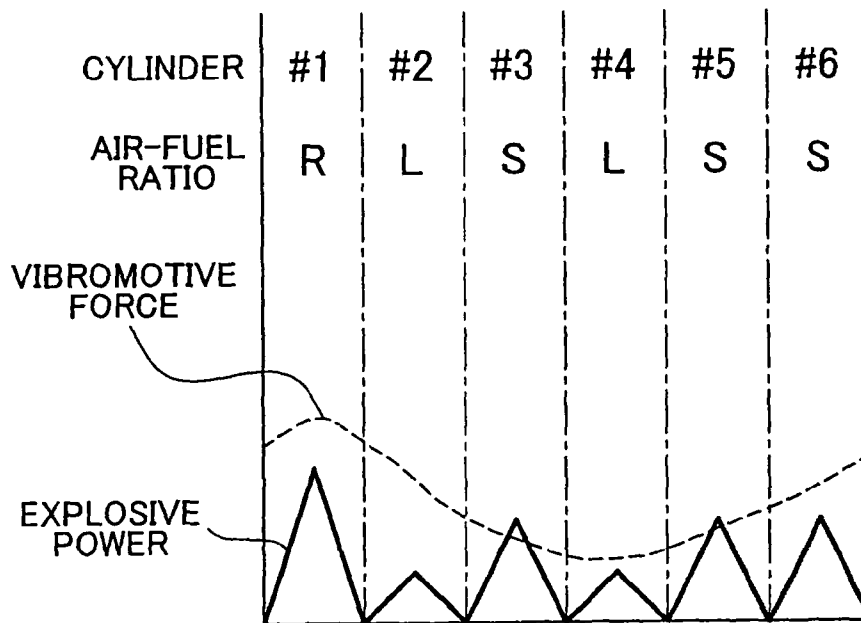 CYLINDER #1 #2 #3 #4 #5 #6
AIR-FUEL
RATIO R L S L S S
VIBROMOTIVE
FORCE
EXPLOSIVE
POWER